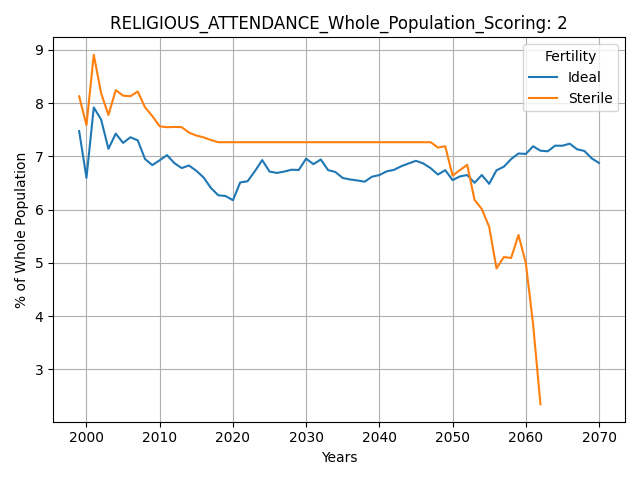 RELIGIOUS_ATTENDANCE_Whole_Population_Scoring: 2
Fertility
Ideal
Sterile
9
8
7
6
5
4
3
% of Whole Population
2000 2010 2020 2030 2040 2050 2060 2070
Years